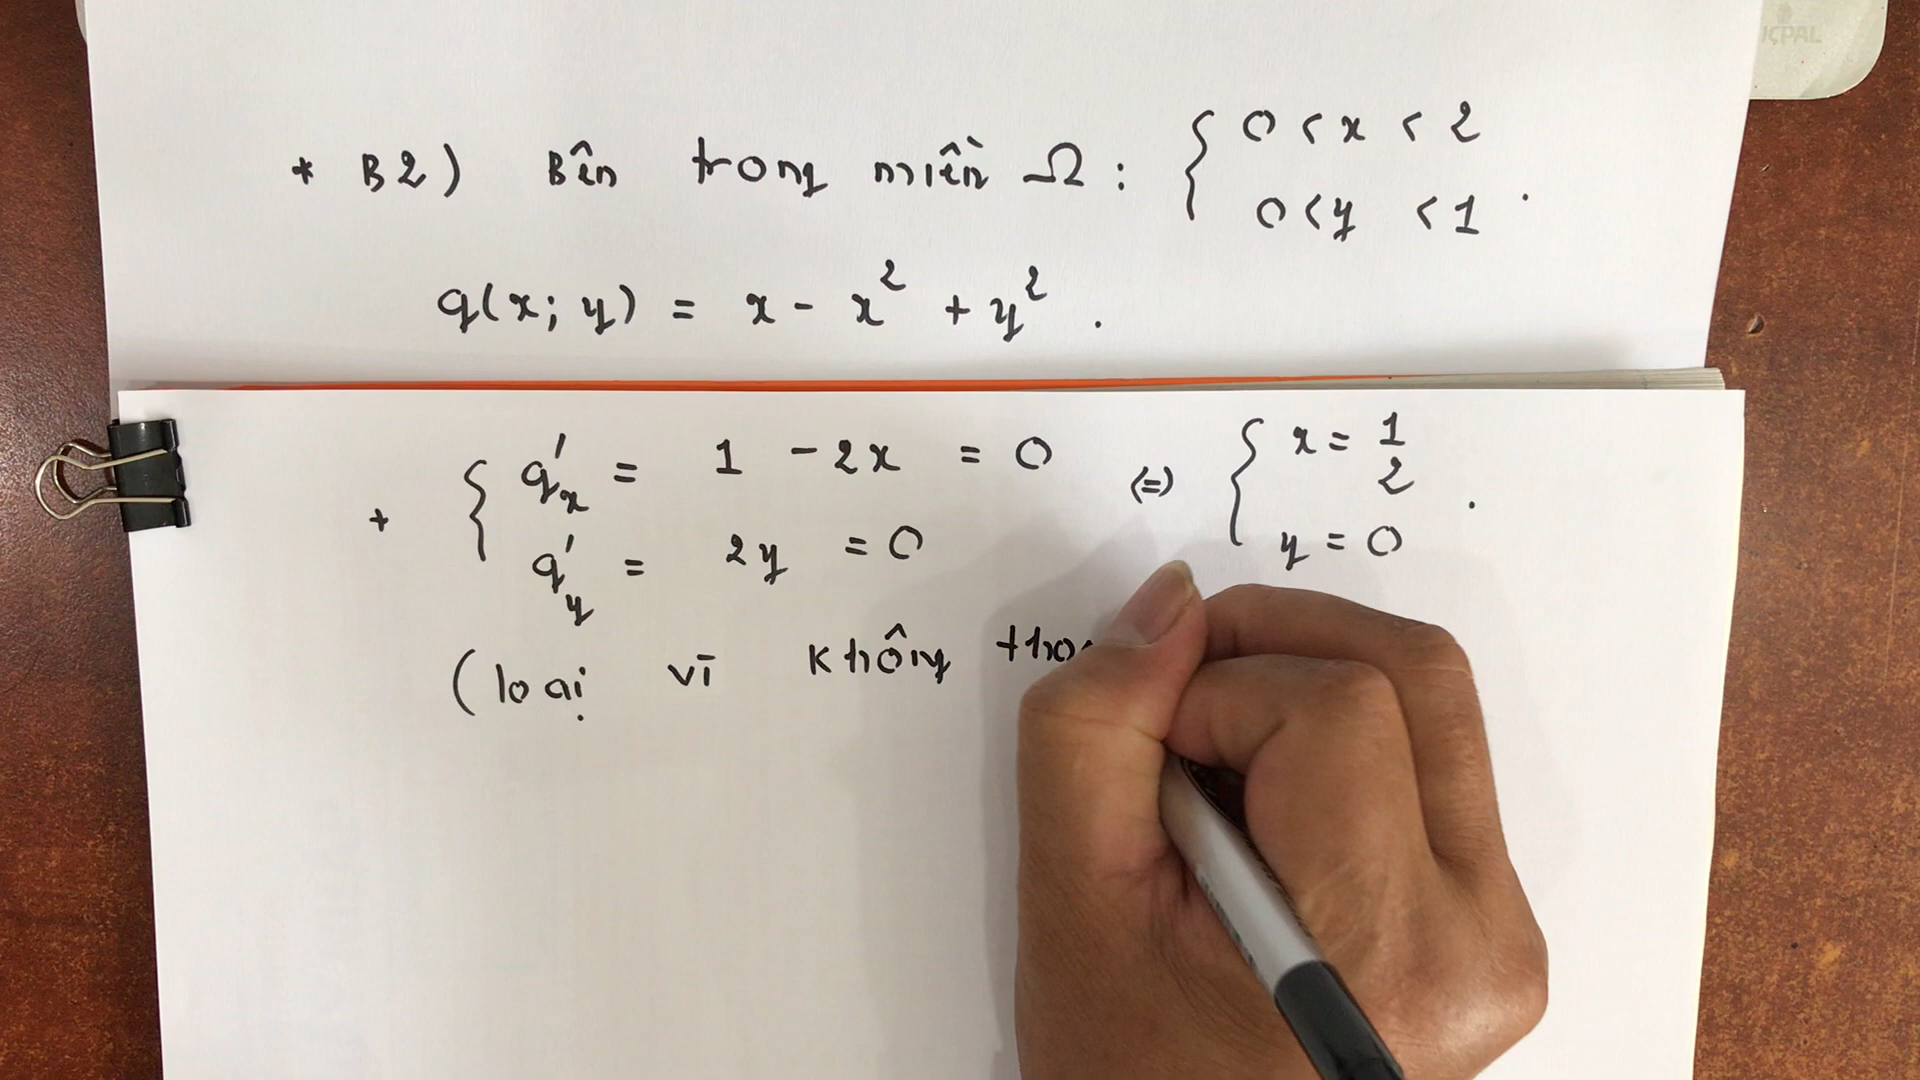 KPAL
* B2) Bên trong miền Ω : { 0 < x < 2
0 < y < 1 .
q(x; y) = x - x² + y² .
+ { q'x = 1 - 2x = 0 (=) { x = 1/2
q'y = 2y = 0 y = 0 .
(loại vì không